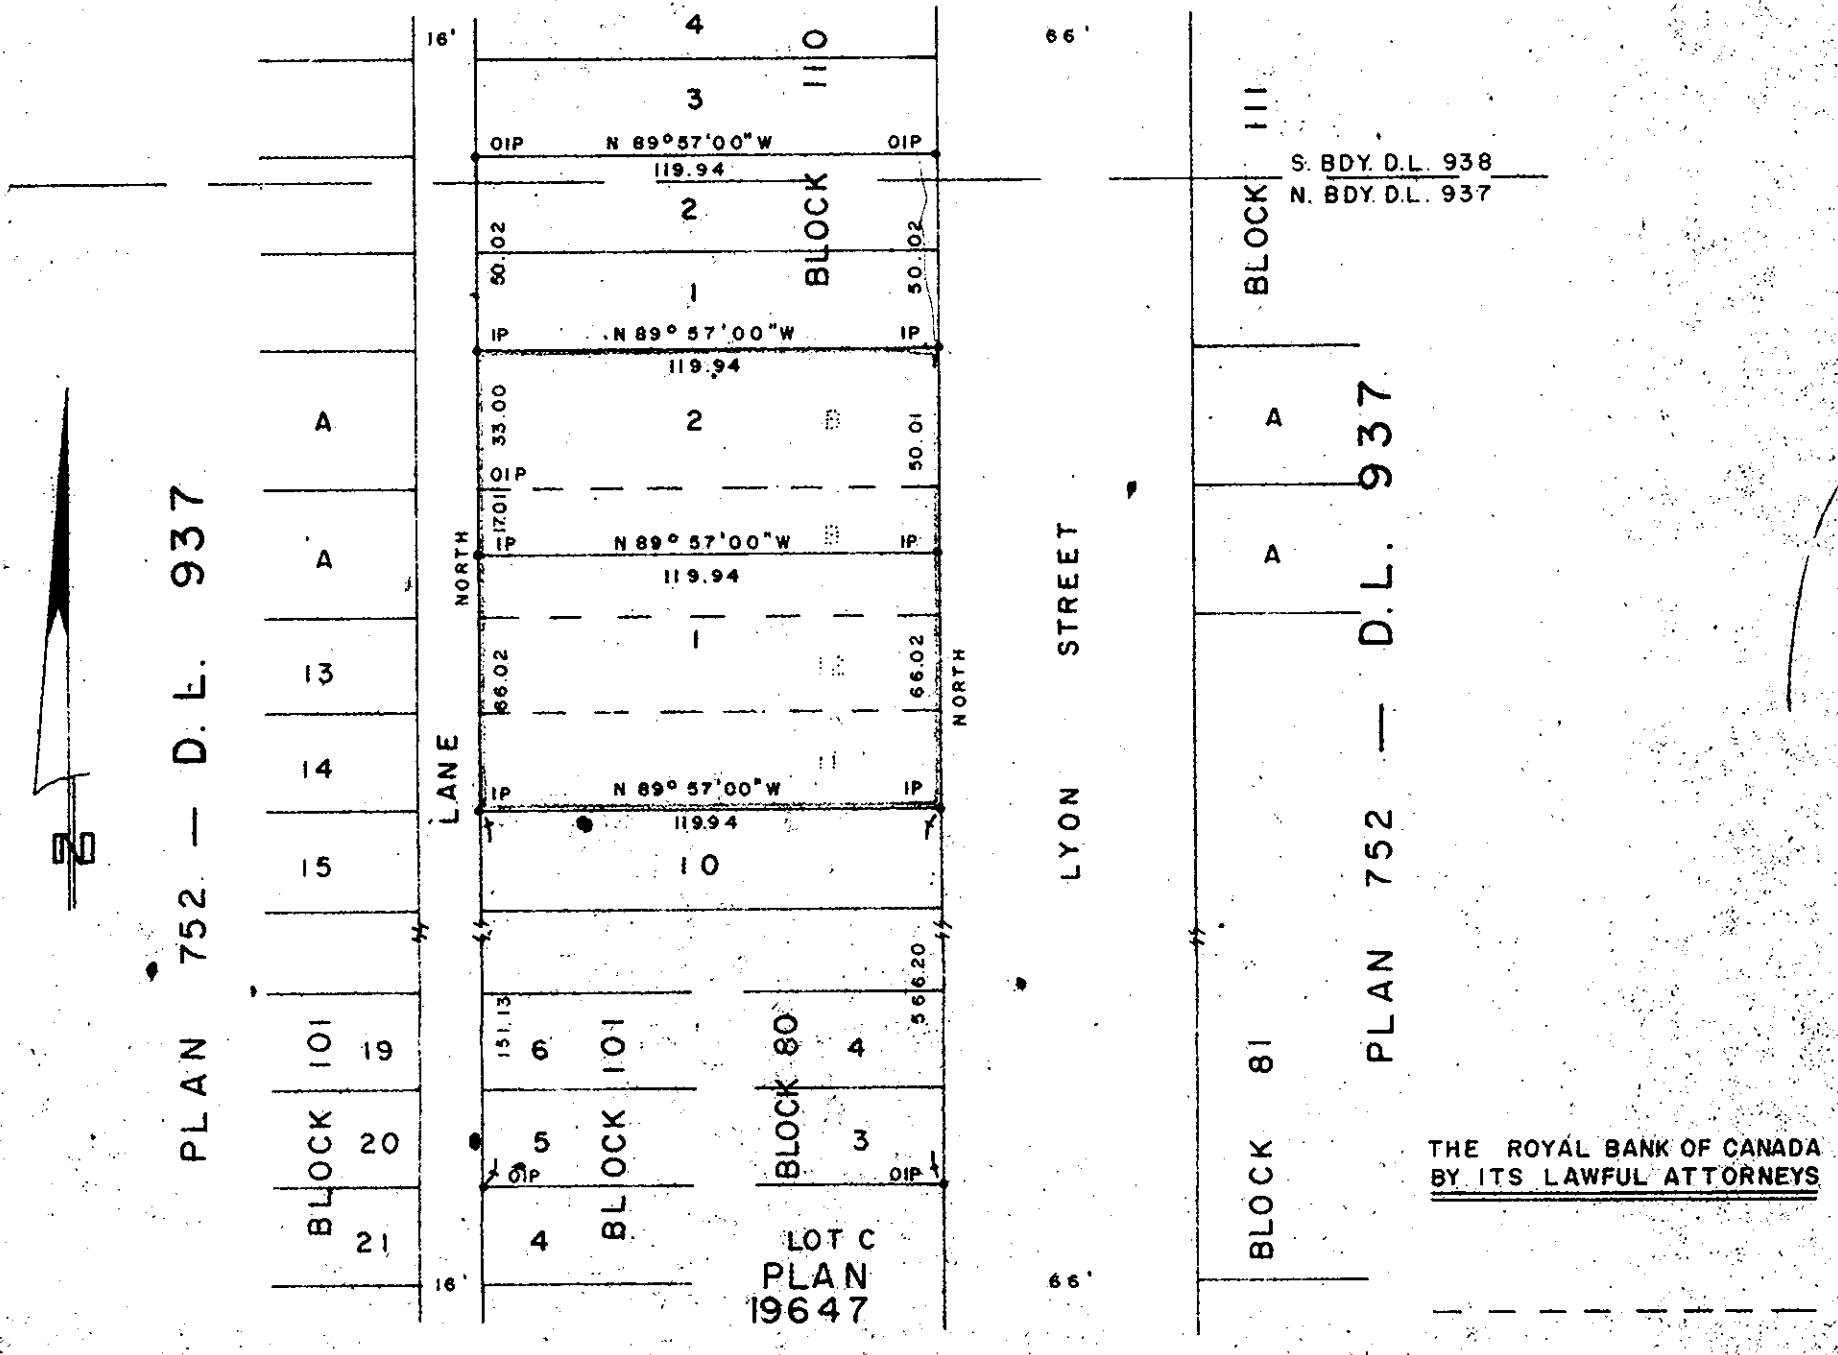 16'
4
66'
BLOCK 110
3
BLOCK 111
OIP
N 89°57'00"W
OIP
119.94
S. BDY. D.L. 938
N. BDY. D.L. 937
2
50.02
50.02
1
IP
N 89° 57'00"W
IP
119.94
A
33.00
2
B
50.01
A
OIP
17.01
IP
N 89° 57'00"W
IP
119.94
A
NORTH
A
1
13
66.02
12
66.02
NORTH
14
LANE
11
IP
N 89° 57'00"W
IP
119.94
15
10
LYON STREET
PLAN 752 — D.L. 937
PLAN 752 — D.L. 937
N
566.20
151.13
BLOCK 101
19
6
BLOCK 101
BLOCK 80
4
BLOCK 81
20
5
3
OIP
OIP
21
4
LOT C
PLAN
19647
16'
66'
THE ROYAL BANK OF CANADA
BY ITS LAWFUL ATTORNEYS